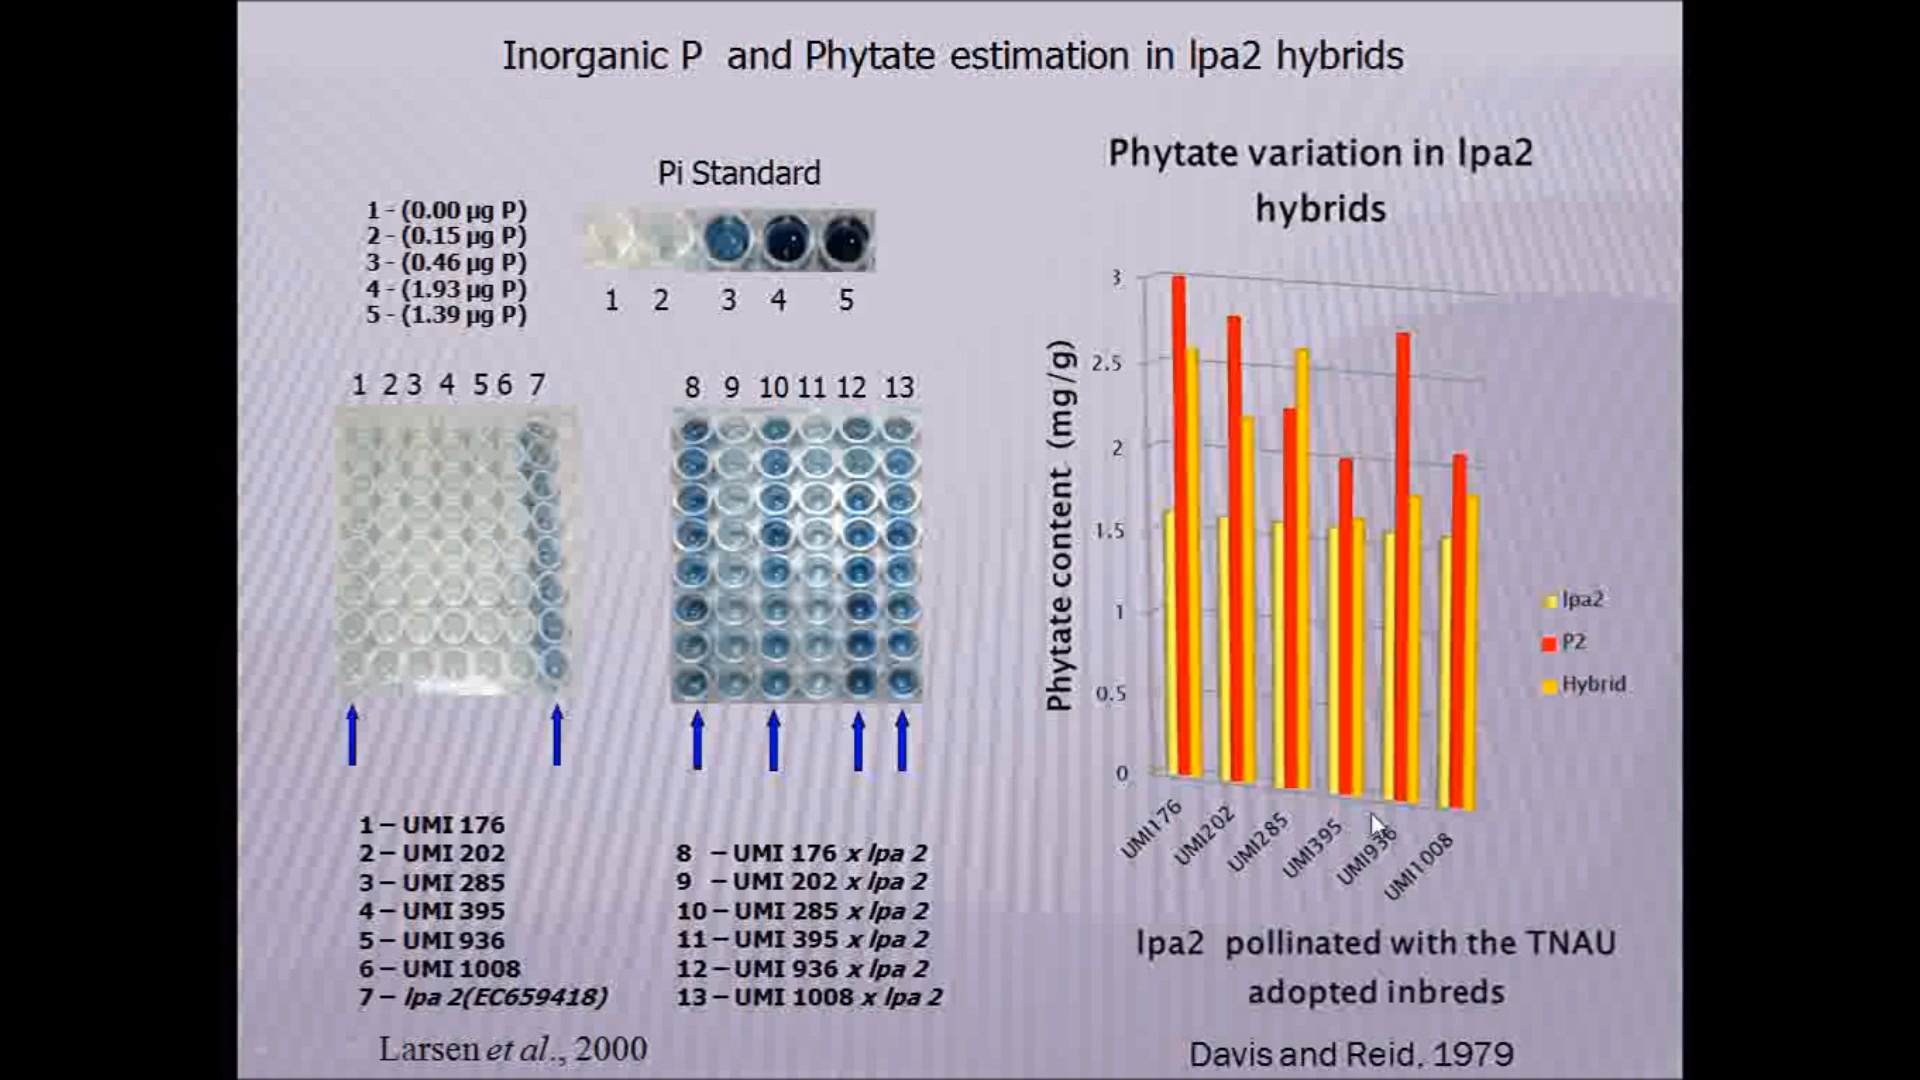 Inorganic P and Phytate estimation in lpa2 hybrids
Pi Standard
1 - (0.00 µg P)
2 - (0.15 µg P)
3 - (0.46 µg P)
4 - (1.93 µg P)
5 - (1.39 µg P)
1 2 3 4 5
1 2 3 4 5 6 7
8 9 10 11 12 13
1 – UMI 176
2 – UMI 202
3 – UMI 285
4 – UMI 395
5 – UMI 936
6 – UMI 1008
7 – lpa 2(EC659418)
8 – UMI 176 x lpa 2
9 – UMI 202 x lpa 2
10 – UMI 285 x lpa 2
11 – UMI 395 x lpa 2
12 – UMI 936 x lpa 2
13 – UMI 1008 x lpa 2
Larsen et al., 2000
Phytate variation in lpa2
hybrids
Phytate content (mg/g)
3
2.5
2
1.5
1
0.5
0
UMI176
UMI202
UMI285
UMI395
UMI936
UMI1008
lpa2
P2
Hybrid
lpa2 pollinated with the TNAU
adopted inbreds
Davis and Reid, 1979